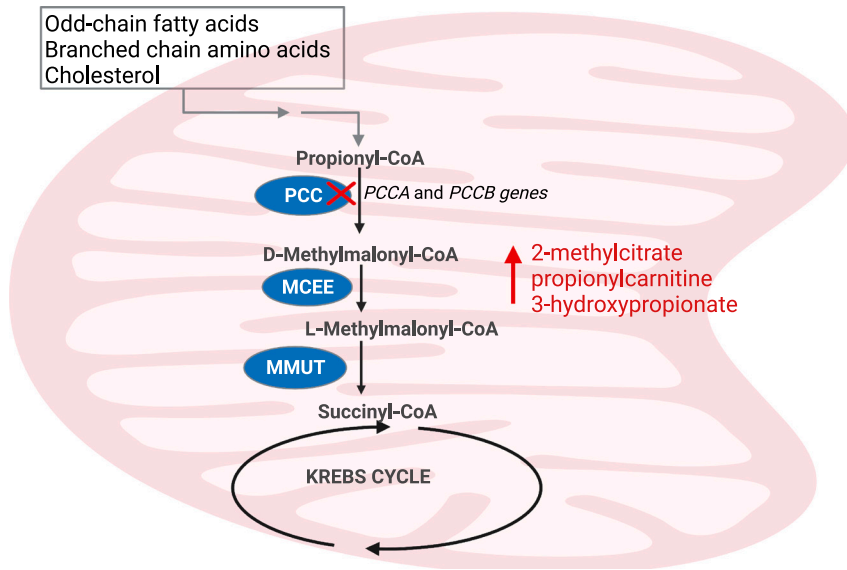 Odd-chain fatty acids
Branched chain amino acids
Cholesterol
Propionyl-CoA
PCC
PCCA and PCCB genes
D-Methylmalonyl-CoA
MCEE
2-methylcitrate
propionylcarnitine
3-hydroxypropionate
L-Methylmalonyl-CoA
MMUT
Succinyl-CoA
KREBS CYCLE